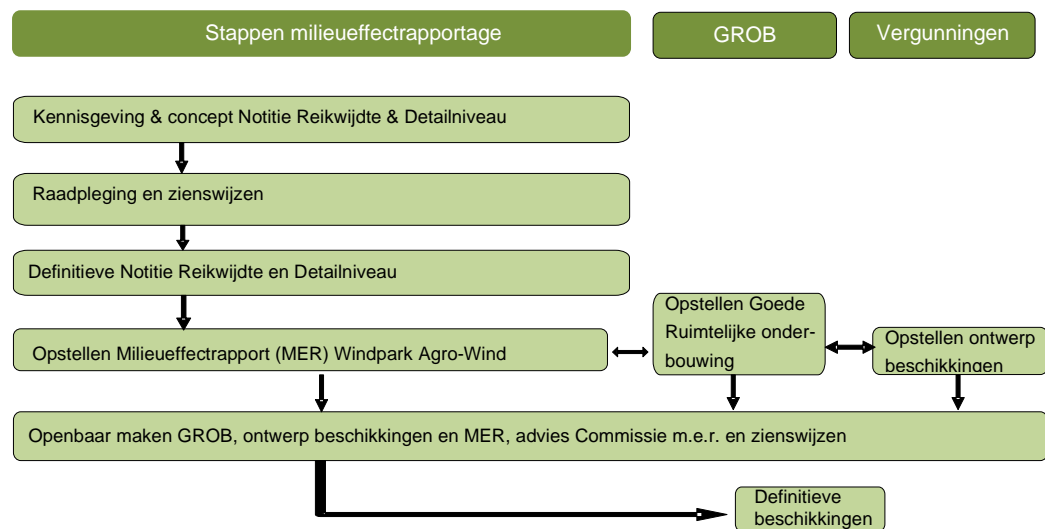 Stappen milieueffectrapportage
GROB
Vergunningen
Kennisgeving & concept Notitie Reikwijdte & Detailniveau
Raadpleging en zienswijzen
Definitieve Notitie Reikwijdte en Detailniveau
Opstellen Milieueffectrapport (MER) Windpark Agro-Wind
Opstellen Goede
Ruimtelijke onder-
bouwing
Opstellen ontwerp
beschikkingen
Openbaar maken GROB, ontwerp beschikkingen en MER, advies Commissie m.e.r. en zienswijzen
Definitieve
beschikkingen